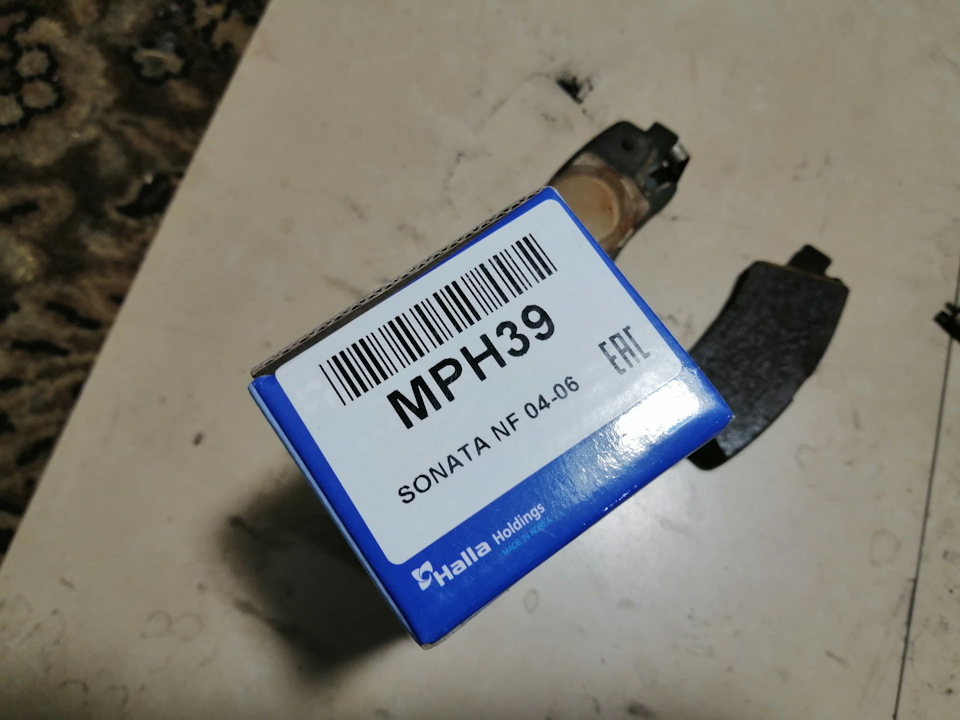 MPH39
EAC
SONATA NF 04-06
Halla Holdings
MADE IN KOREA